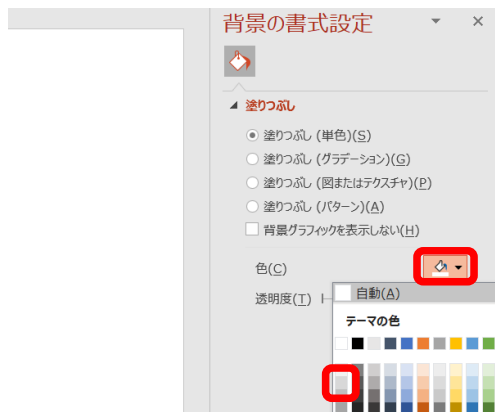 背景の書式設定
塗りつぶし
塗りつぶし (単色)(S)
塗りつぶし (グラデーション)(G)
塗りつぶし (図またはテクスチャ)(P)
塗りつぶし (パターン)(A)
背景グラフィックを表示しない(H)
色(C)
透明度(T)
自動(A)
テーマの色